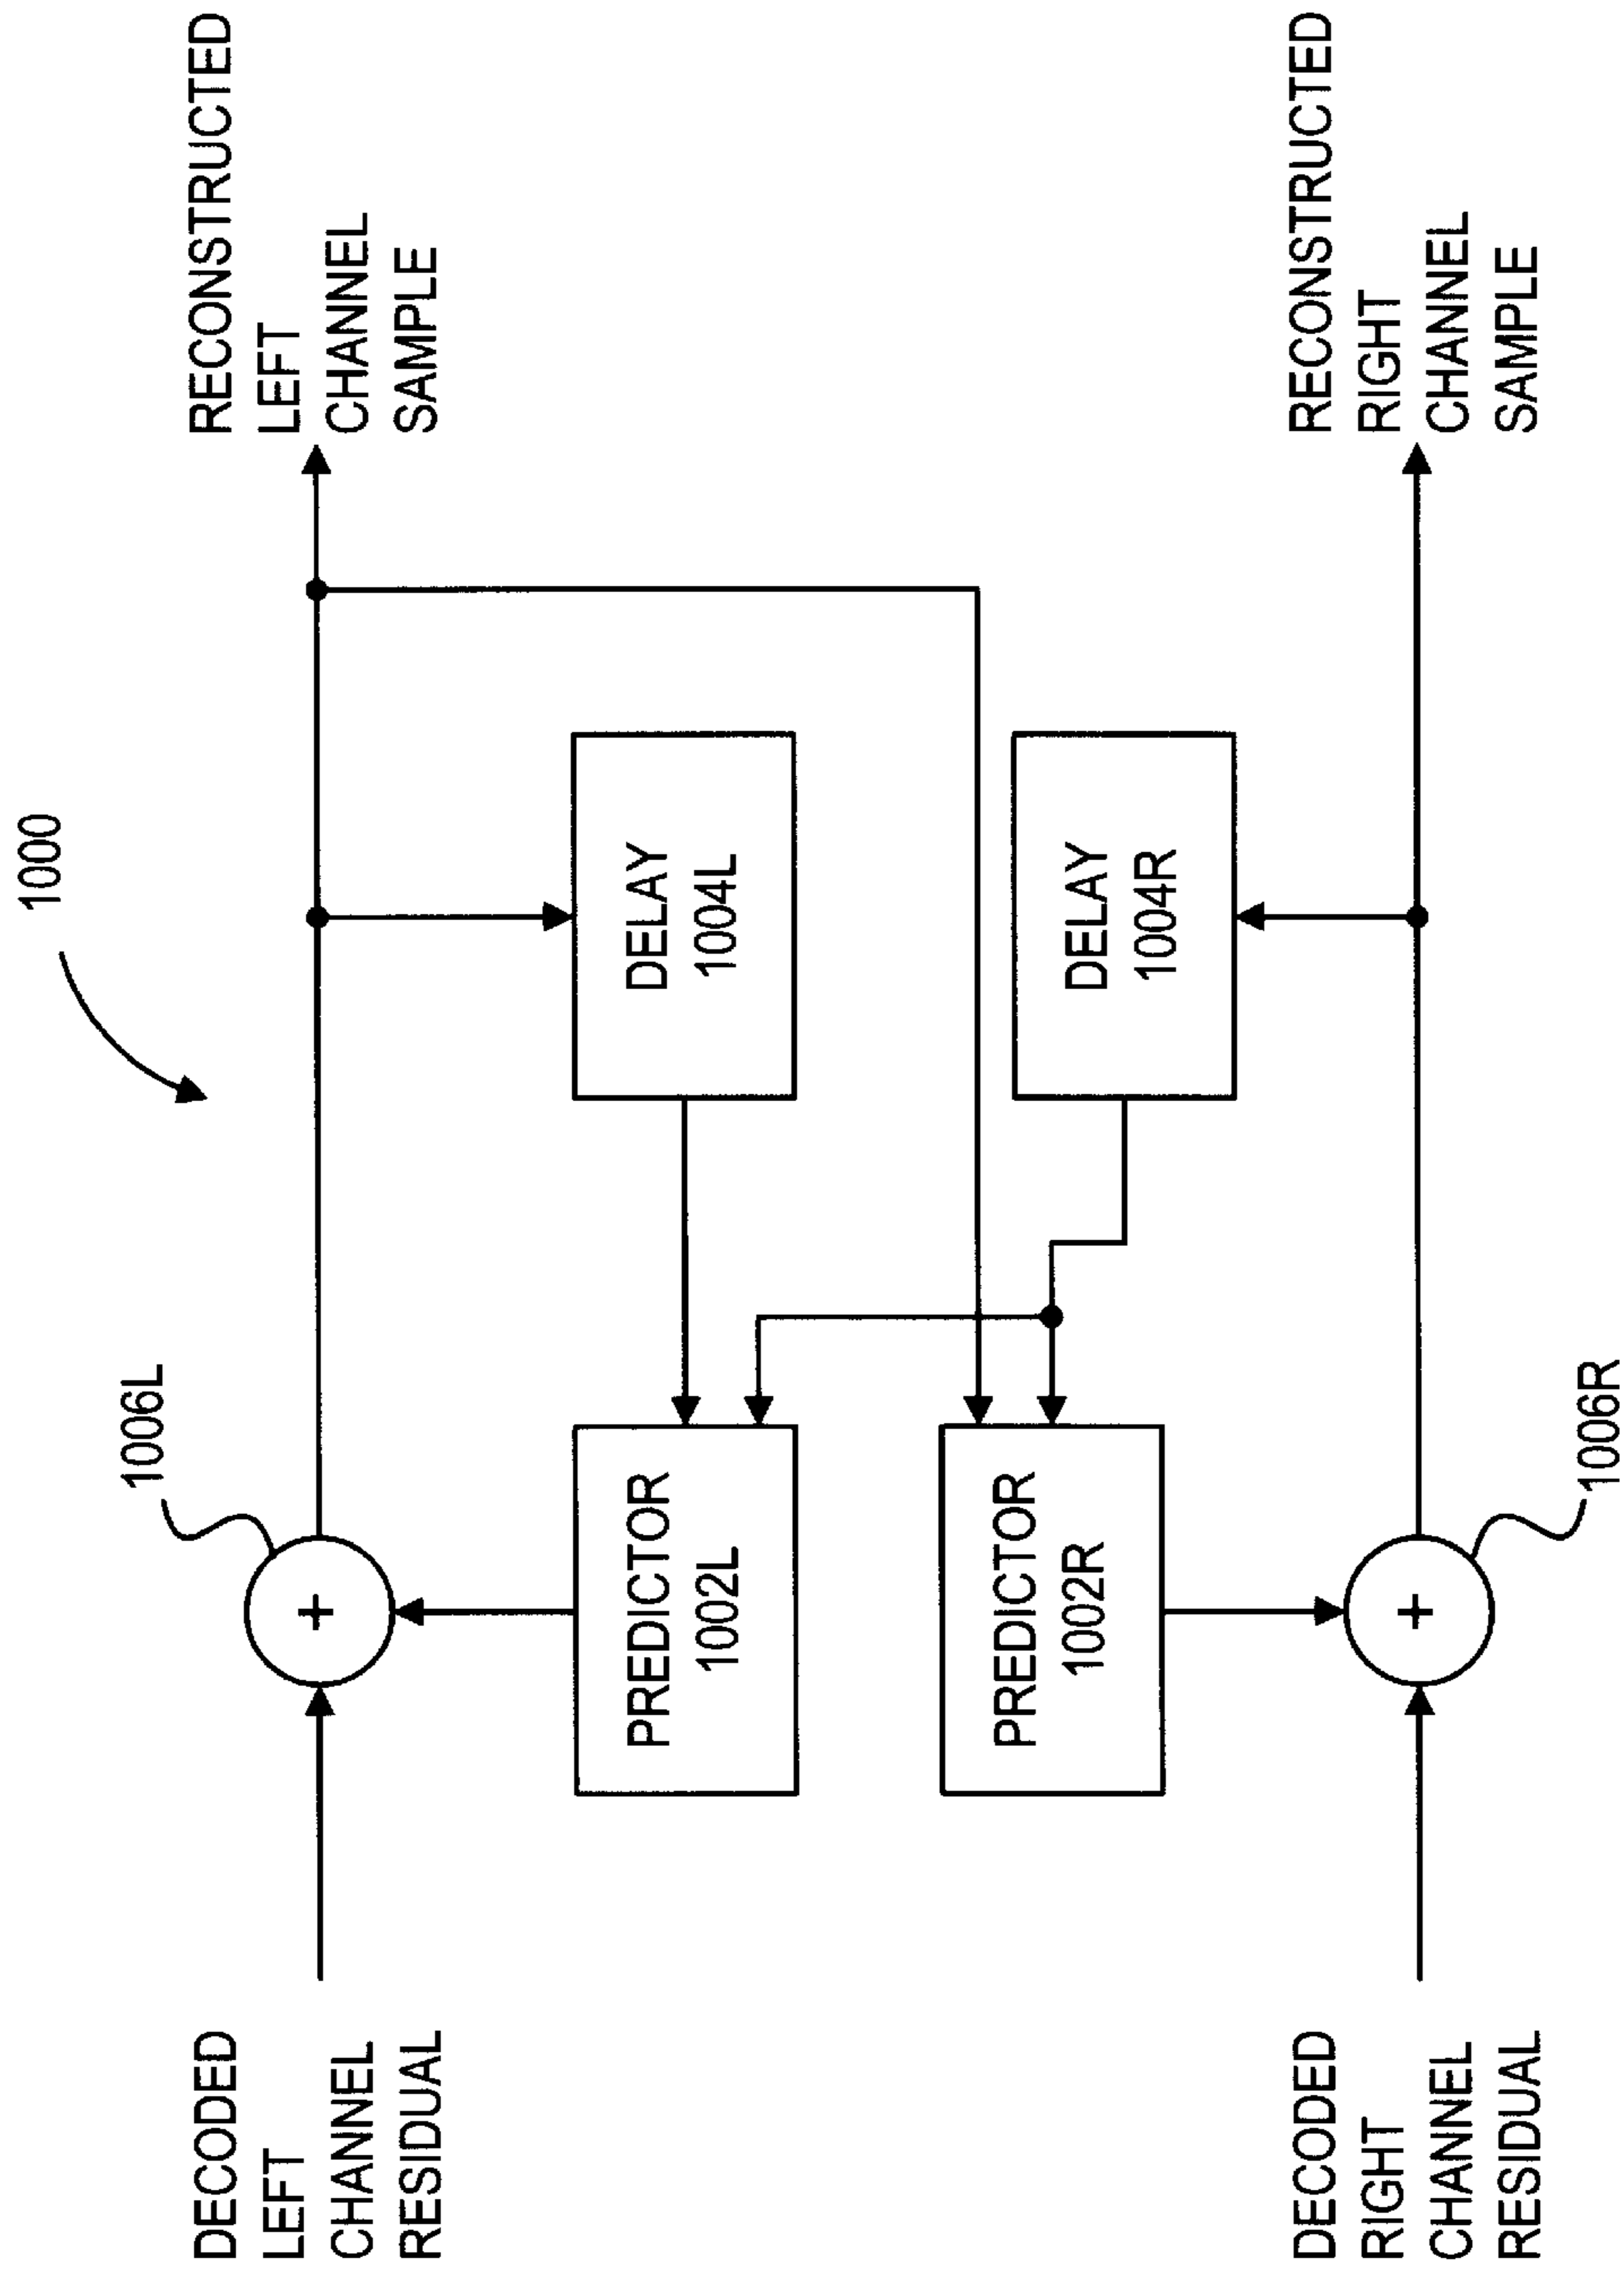 1000
DECODED
LEFT
CHANNEL
RESIDUAL
1006L
RECONSTRUCTED
LEFT
CHANNEL
SAMPLE
+
PREDICTOR
1002L
DELAY
1004L
PREDICTOR
1002R
DELAY
1004R
DECODED
RIGHT
CHANNEL
RESIDUAL
+
1006R
RECONSTRUCTED
RIGHT
CHANNEL
SAMPLE